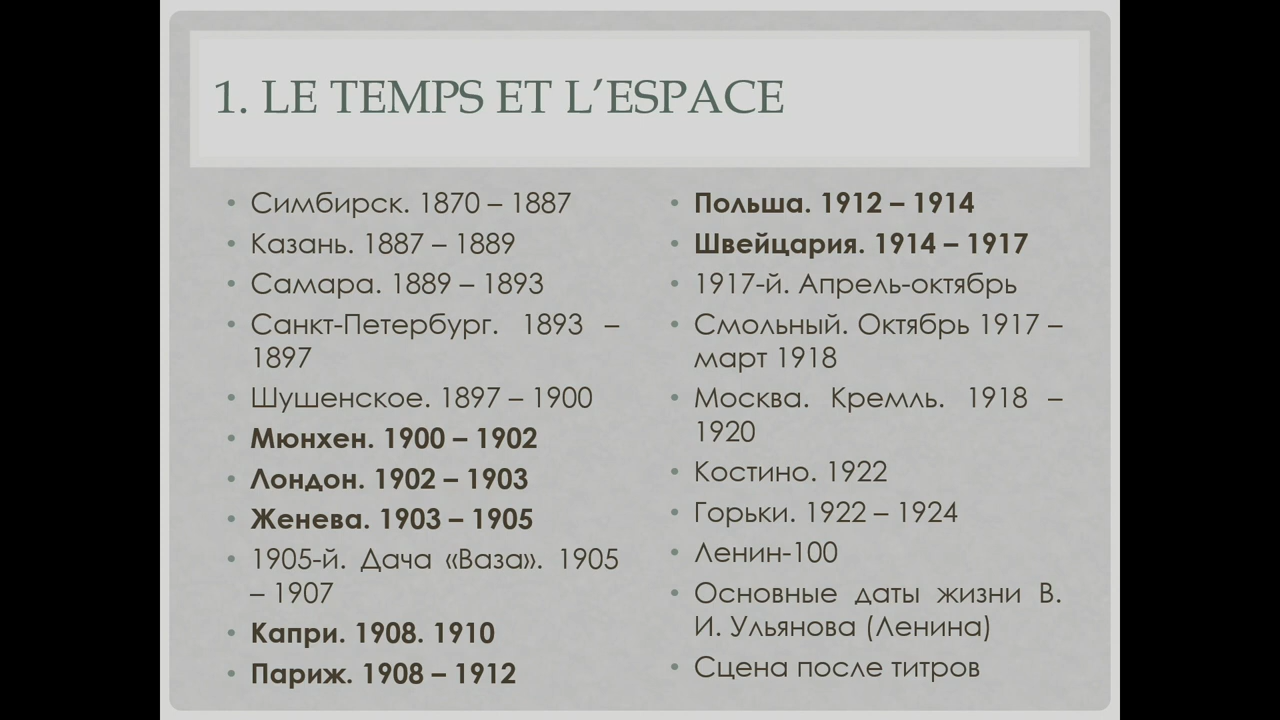 1. LE TEMPS ET L’ESPACE
• Симбирск. 1870 – 1887
• Казань. 1887 – 1889
• Самара. 1889 – 1893
• Санкт-Петербург. 1893 –
1897
• Шушенское. 1897 – 1900
• Мюнхен. 1900 – 1902
• Лондон. 1902 – 1903
• Женева. 1903 – 1905
• 1905-й. Дача «Ваза». 1905
– 1907
• Капри. 1908. 1910
• Париж. 1908 – 1912
• Польша. 1912 – 1914
• Швейцария. 1914 – 1917
• 1917-й. Апрель-октябрь
• Смольный. Октябрь 1917 –
март 1918
• Москва. Кремль. 1918 –
1920
• Костино. 1922
• Горьки. 1922 – 1924
• Ленин-100
• Основные даты жизни В.
И. Ульянова (Ленина)
• Сцена после титров